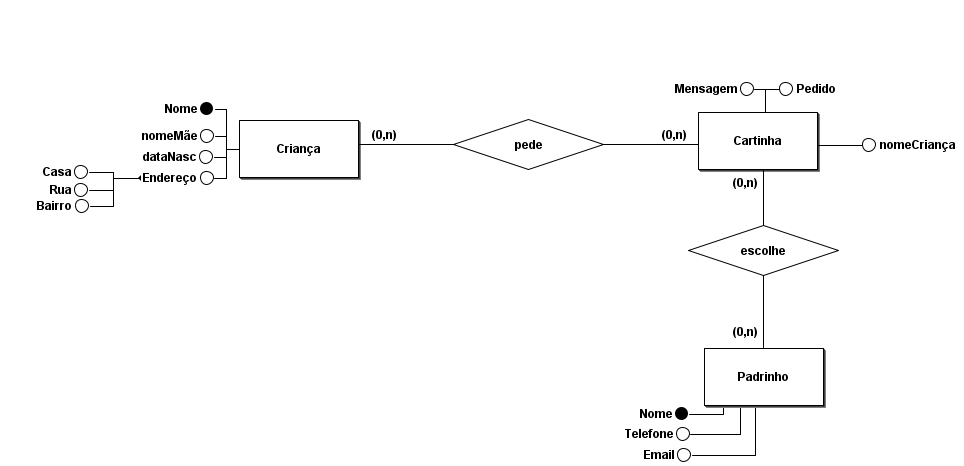 Mensagem
Pedido
Nome
nomeMãe
dataNasc
Endereço
Casa
Rua
Bairro
Criança
(0,n)
pede
(0,n)
Cartinha
nomeCriança
(0,n)
escolhe
(0,n)
Padrinho
Nome
Telefone
Email